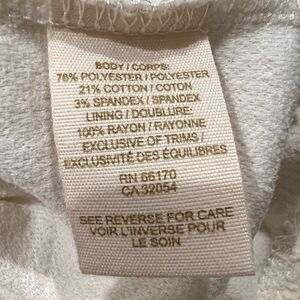 BODY / CORPS:
76% POLYESTER / POLYESTER
21% COTTON / COTON
3% SPANDEX / SPANDEX
LINING / DOUBLURE:
100% RAYON / RAYONNE
EXCLUSIVE OF TRIMS /
EXCLUSIVITÉ DES ÉQUILIBRES
RN 66170
CA 32054
SEE REVERSE FOR CARE
VOIR L'INVERSE POUR
LE SOIN